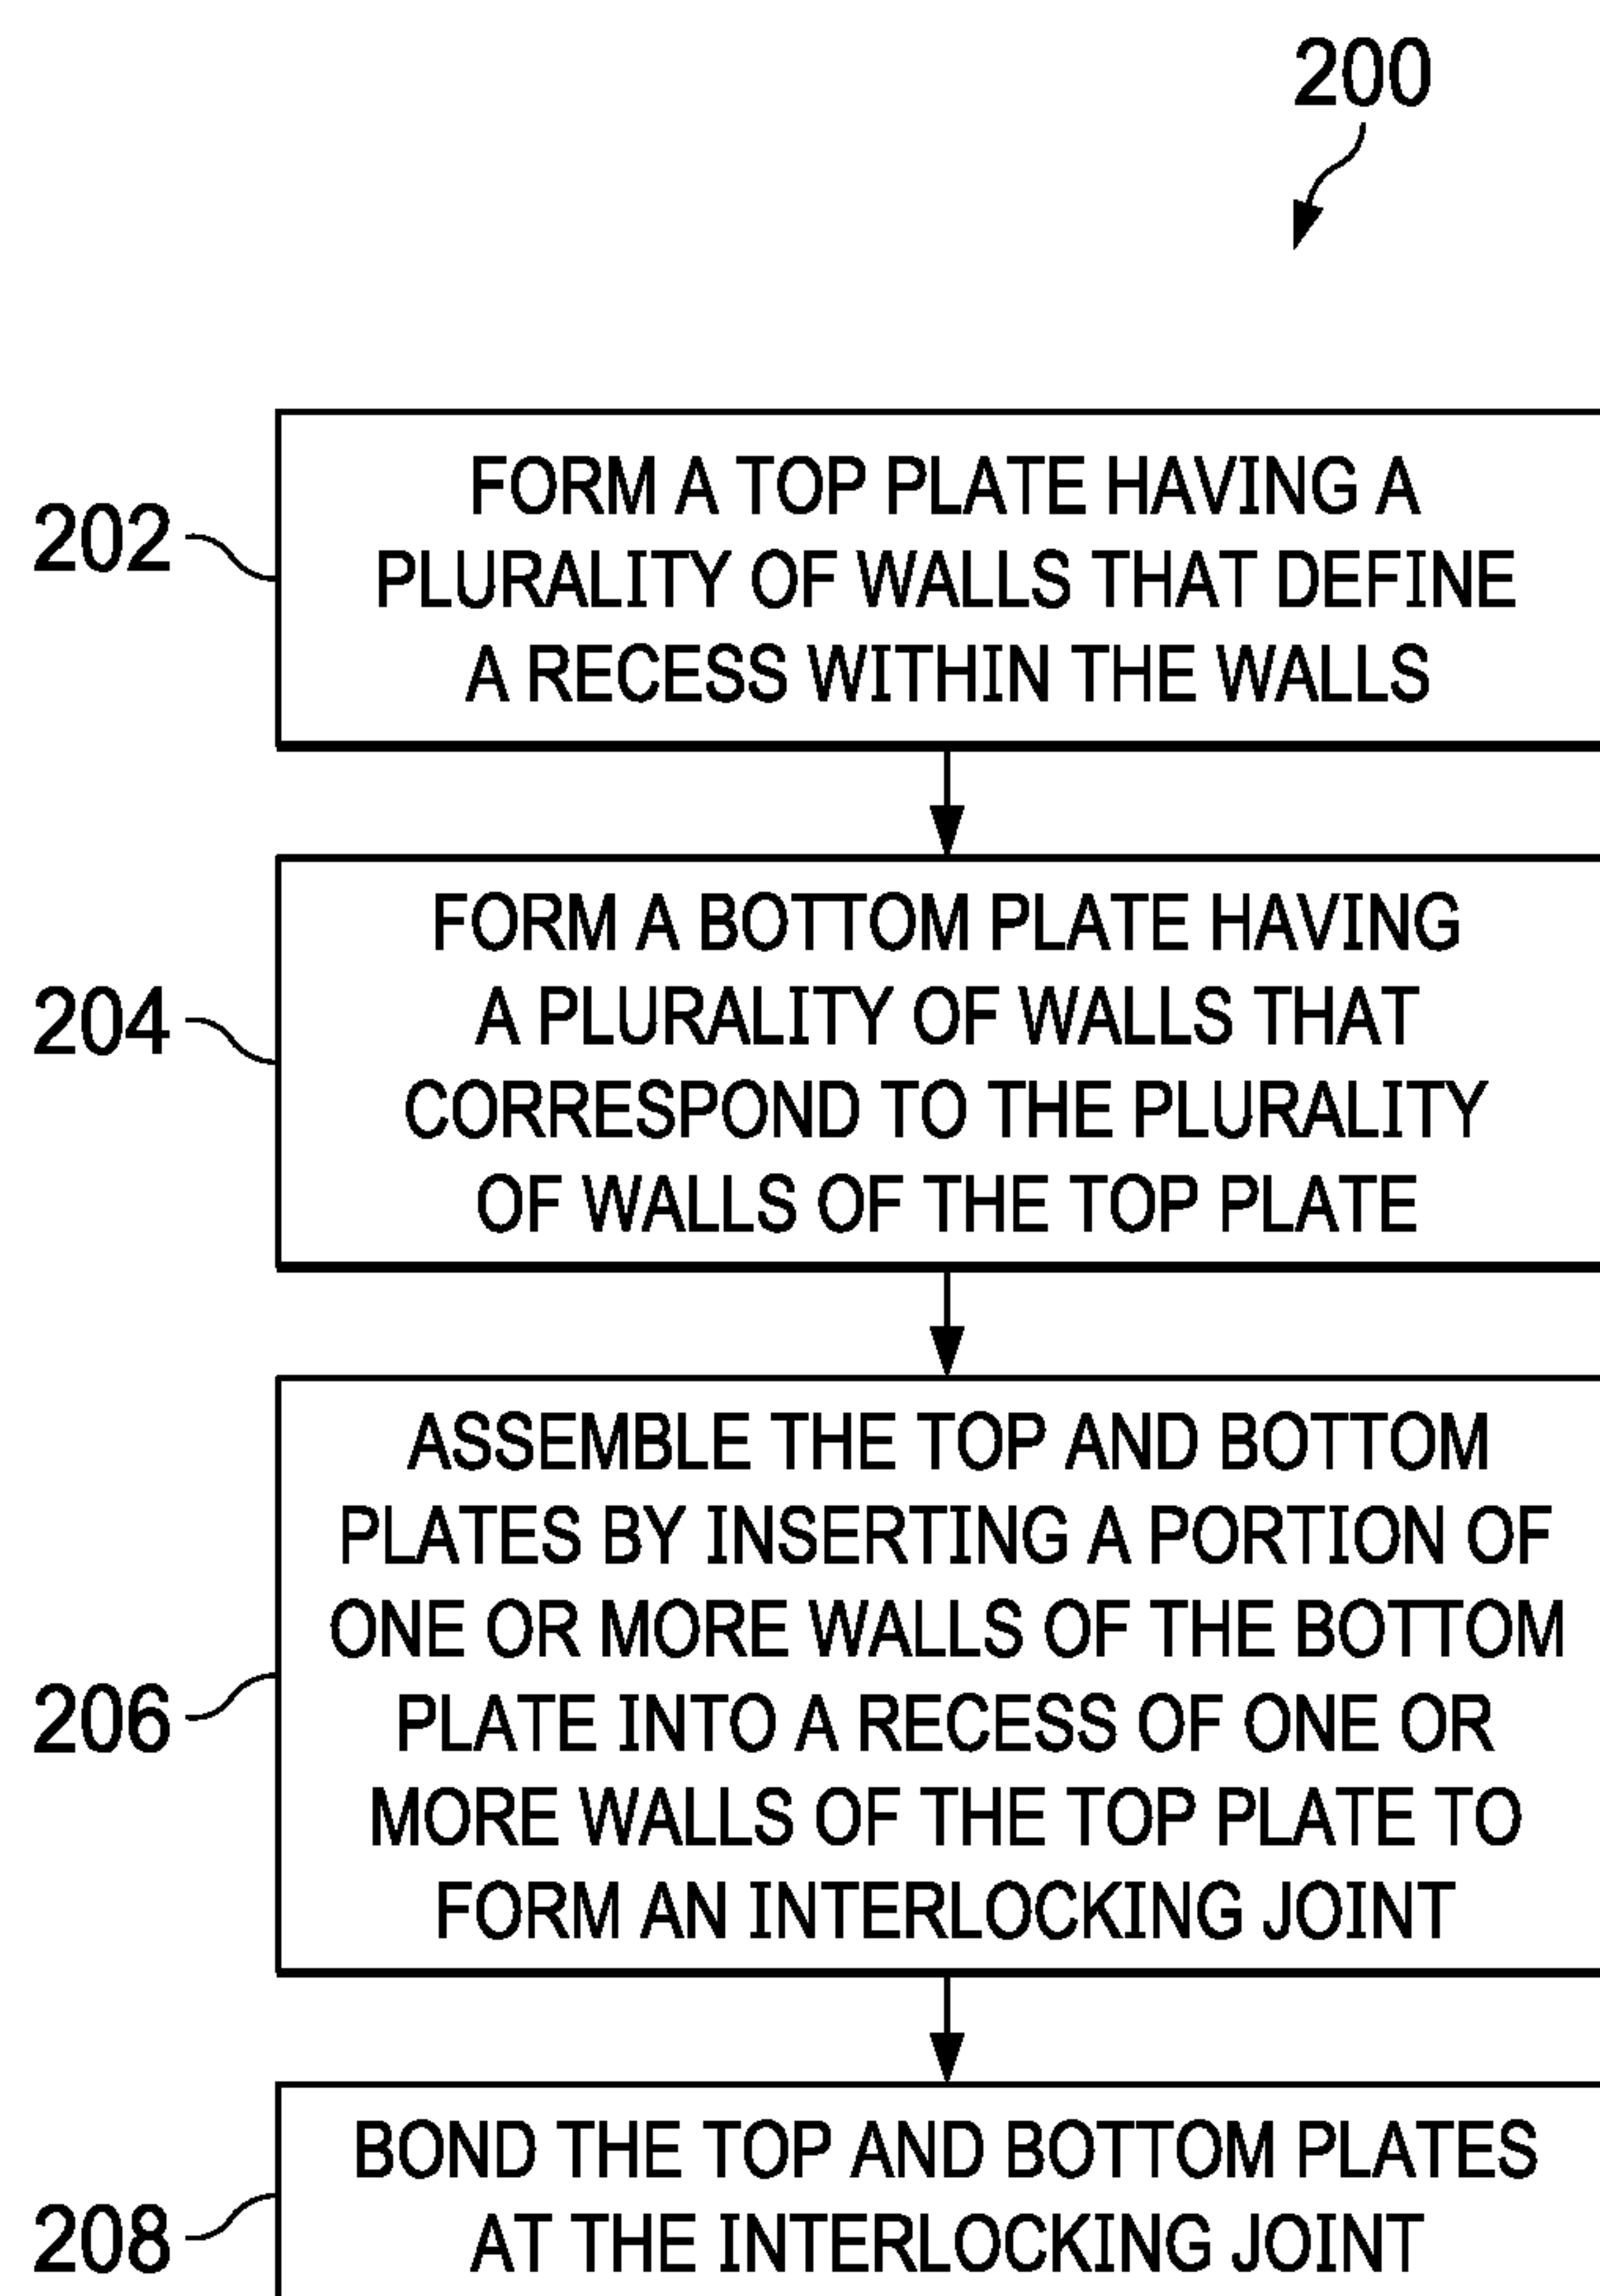 200
202
FORM A TOP PLATE HAVING A
PLURALITY OF WALLS THAT DEFINE
A RECESS WITHIN THE WALLS
204
FORM A BOTTOM PLATE HAVING
A PLURALITY OF WALLS THAT
CORRESPOND TO THE PLURALITY
OF WALLS OF THE TOP PLATE
206
ASSEMBLE THE TOP AND BOTTOM
PLATES BY INSERTING A PORTION OF
ONE OR MORE WALLS OF THE BOTTOM
PLATE INTO A RECESS OF ONE OR
MORE WALLS OF THE TOP PLATE TO
FORM AN INTERLOCKING JOINT
208
BOND THE TOP AND BOTTOM PLATES
AT THE INTERLOCKING JOINT